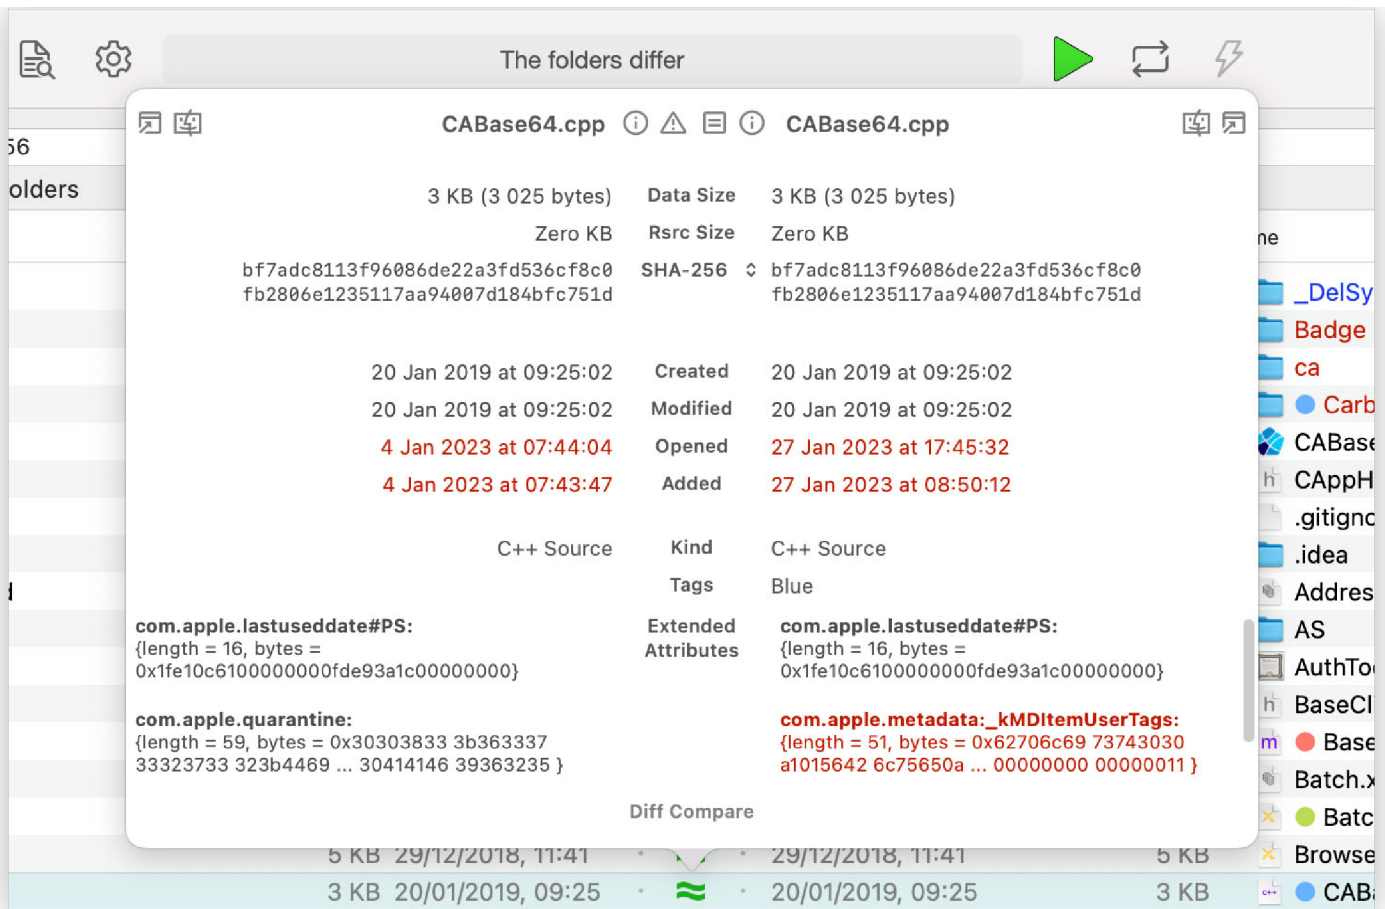 The folders differ
56
CABase64.cpp CABase64.cpp
olders
3 KB (3 025 bytes) Data Size 3 KB (3 025 bytes)
Zero KB Rsrc Size Zero KB
me
bf7adc8113f96086de22a3fd536cf8c0 SHA-256 bf7adc8113f96086de22a3fd536cf8c0
fb2806e1235117aa94007d184bfc751d fb2806e1235117aa94007d184bfc751d
_DelSy
Badge
20 Jan 2019 at 09:25:02 Created 20 Jan 2019 at 09:25:02
ca
20 Jan 2019 at 09:25:02 Modified 20 Jan 2019 at 09:25:02
Carb
4 Jan 2023 at 07:44:04 Opened 27 Jan 2023 at 17:45:32
CABase
4 Jan 2023 at 07:43:47 Added 27 Jan 2023 at 08:50:12
h CAppH
.gitigno
C++ Source Kind C++ Source
.idea
Tags Blue
Addres
com.apple.lastuseddate#PS: Extended com.apple.lastuseddate#PS:
AS
{length = 16, bytes = Attributes {length = 16, bytes =
0x1fe10c6100000000fde93a1c00000000} 0x1fe10c6100000000fde93a1c00000000}
AuthToo
h BaseCl
com.apple.quarantine: com.apple.metadata:_kMDItemUserTags:
{length = 59, bytes = 0x30303833 3b363337 {length = 51, bytes = 0x62706c69 73743030
m Base
33323733 323b4469 ... 30414146 39363235 } a1015642 6c75650a ... 00000000 00000011 }
Batch.x
Diff Compare
Batc
5 KB 29/12/2018, 11:41 29/12/2018, 11:41 5 KB Browse
3 KB 20/01/2019, 09:25 ≈ 20/01/2019, 09:25 3 KB c++ CABa